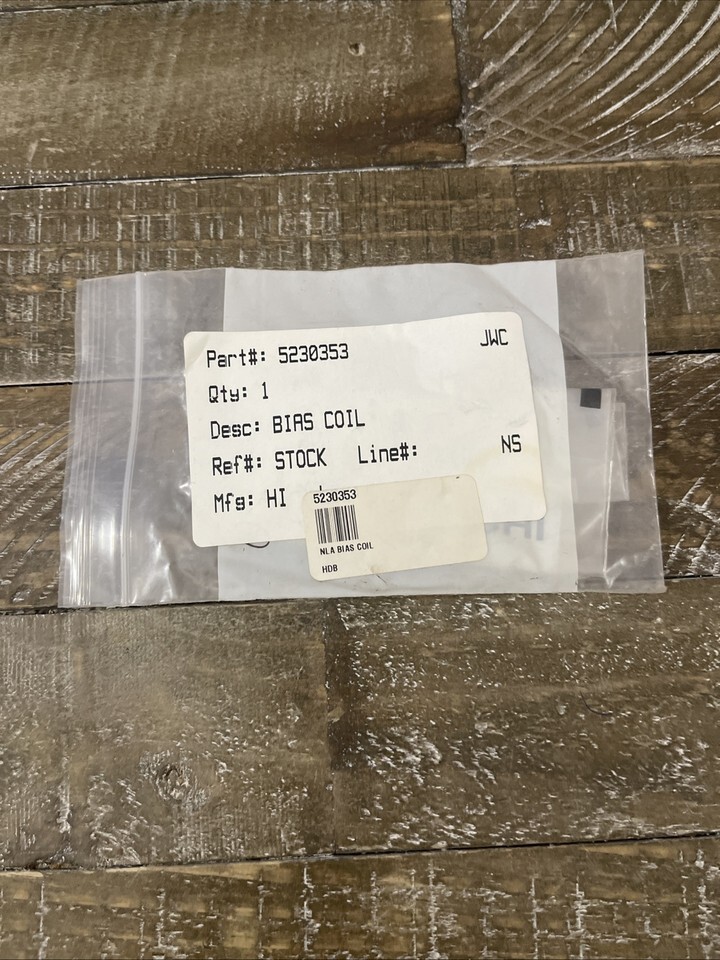 Part#: 5230353 JWC
Qty: 1
Desc: BIAS COIL
Ref#: STOCK Line#: NS
Mfg: HI
5230353
NLA BIAS COIL
HDB